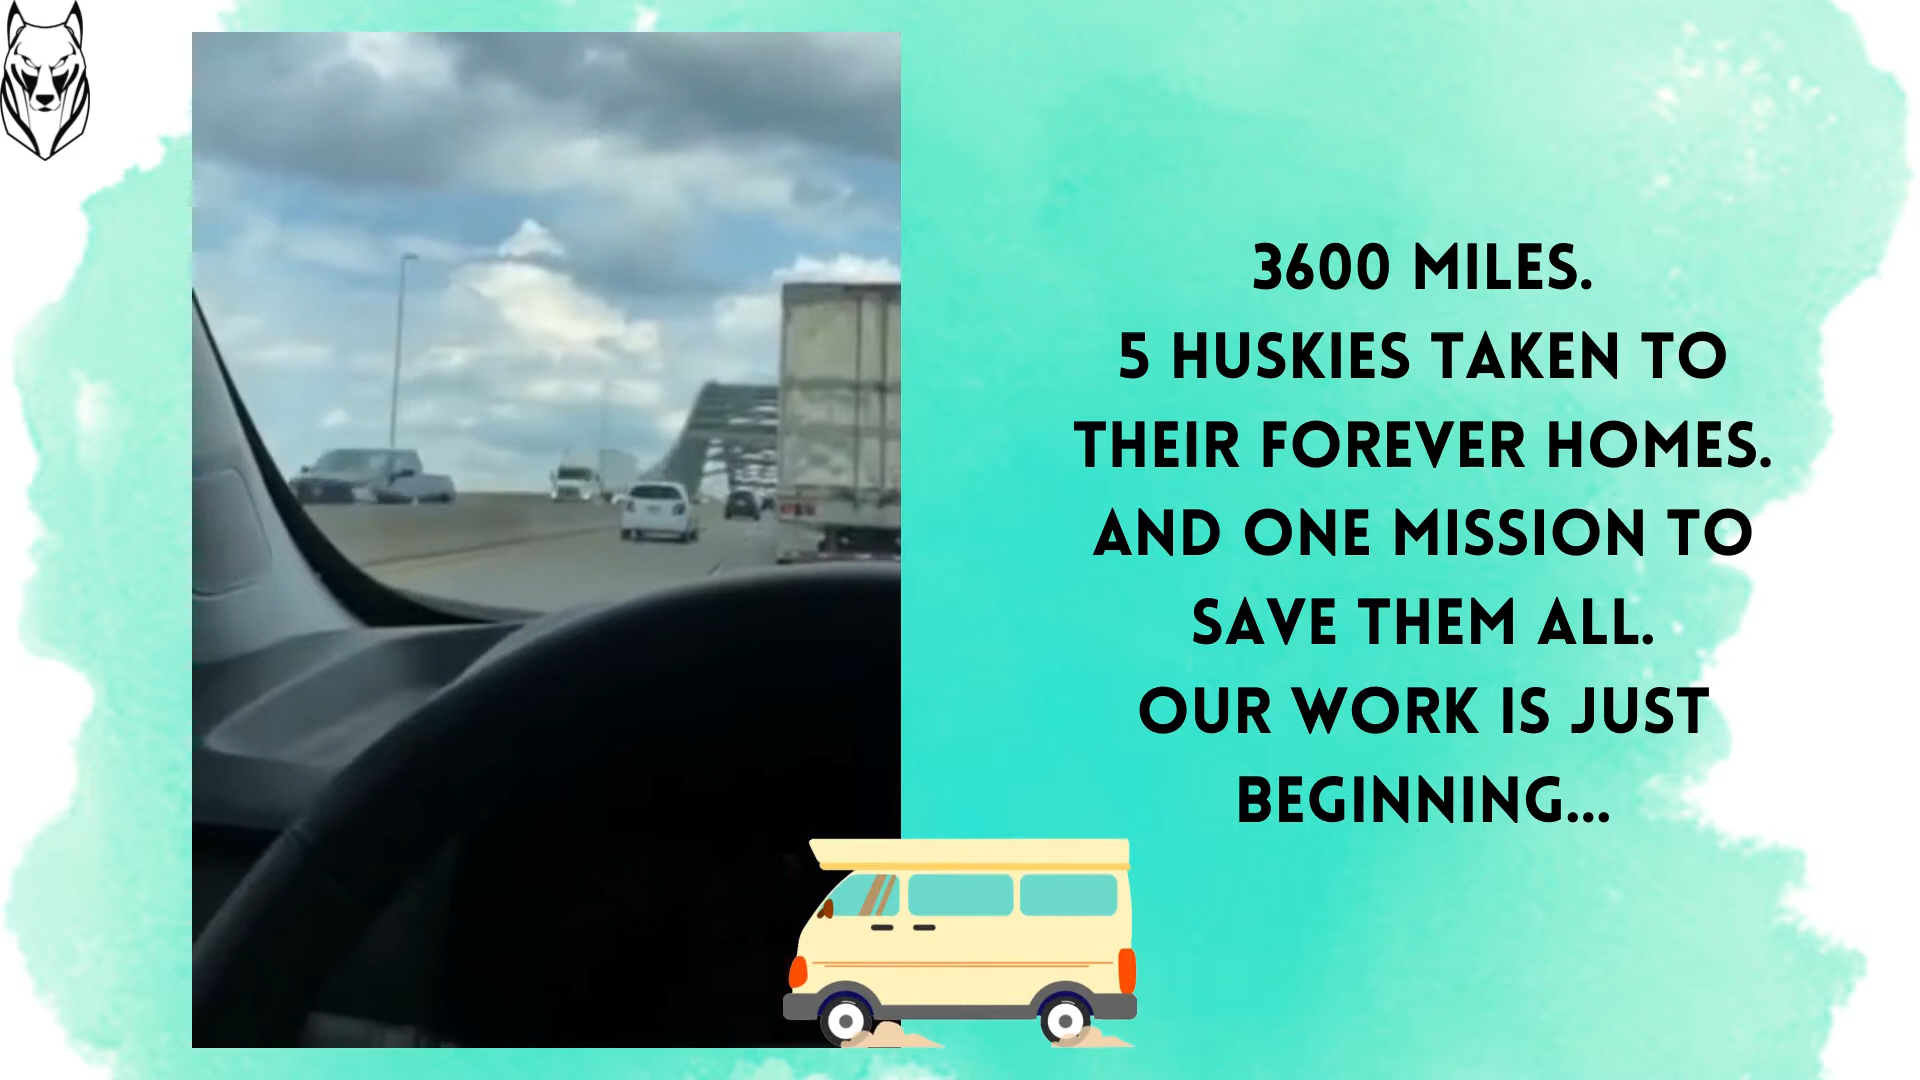 3600 MILES.
5 HUSKIES TAKEN TO
THEIR FOREVER HOMES.
AND ONE MISSION TO
SAVE THEM ALL.
OUR WORK IS JUST
BEGINNING...